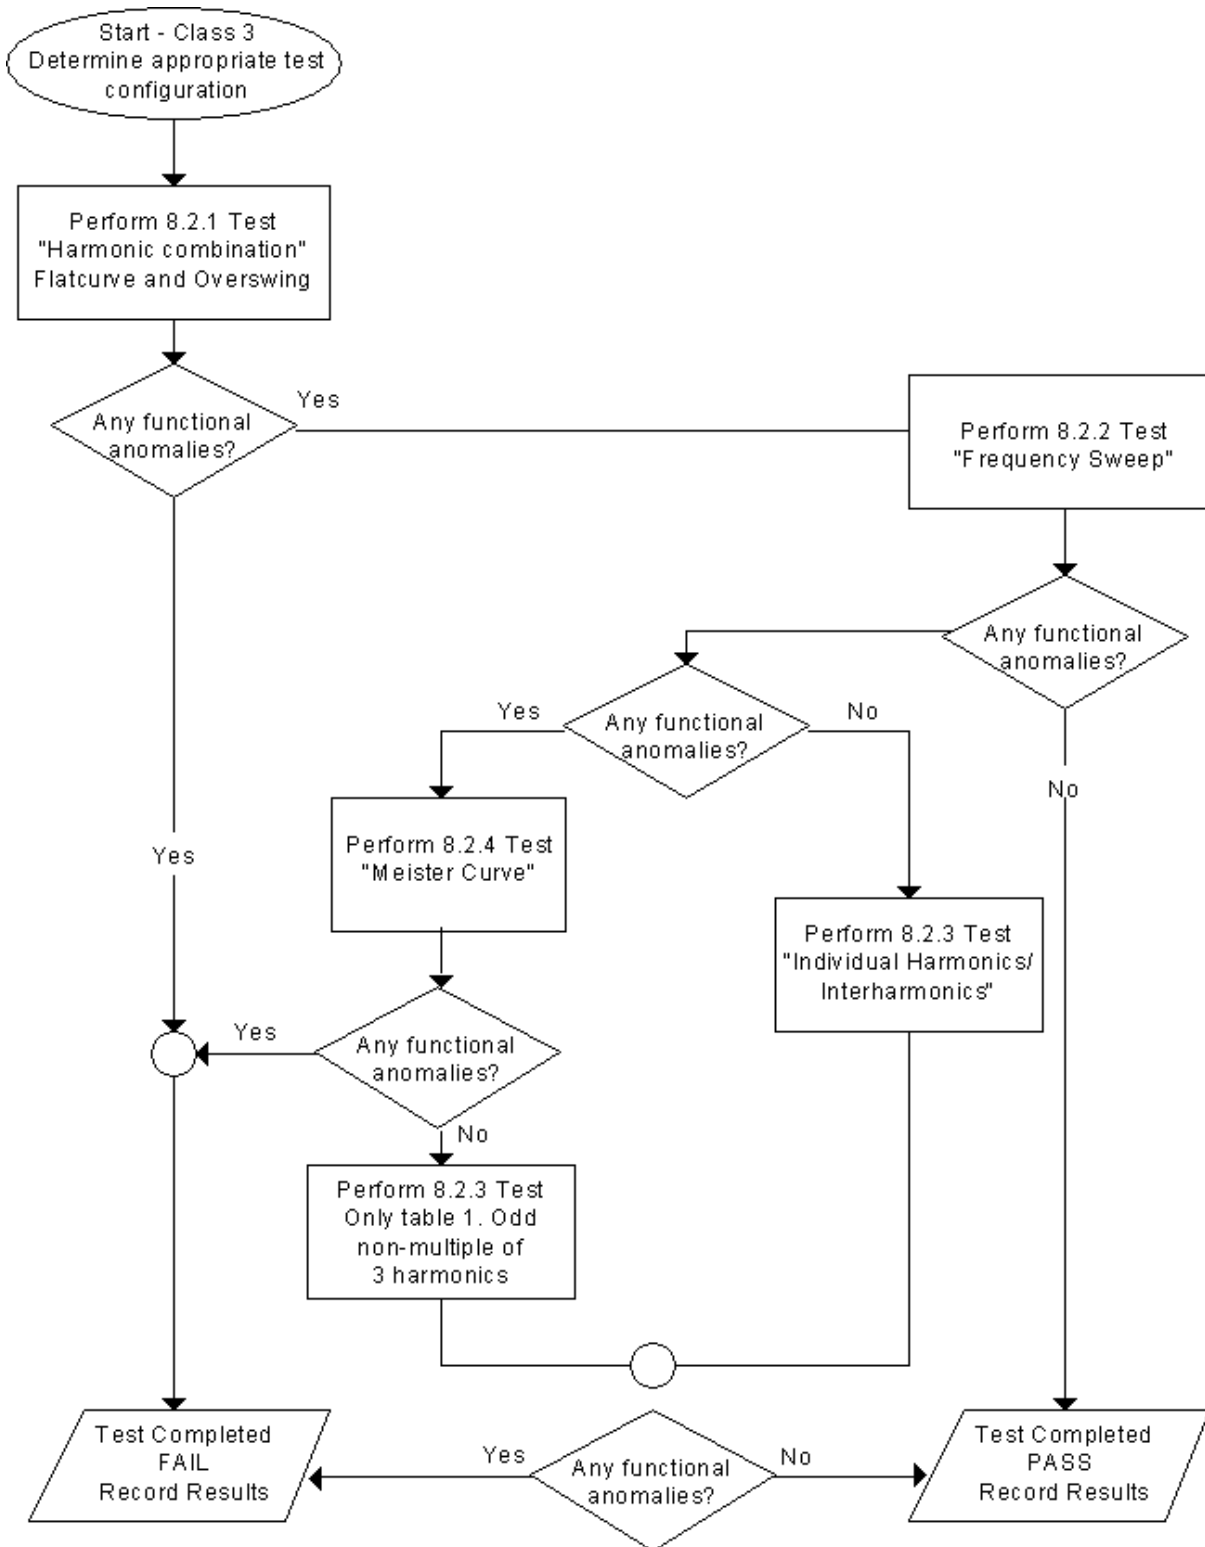 Start - Class 3
Determine appropriate test
configuration
Perform 8.2.1 Test
"Harmonic combination"
Flatcurve and Overswing
Any functional
anomalies?
Yes
Perform 8.2.2 Test
"Frequency Sweep"
Any functional
anomalies?
Any functional
anomalies?
Yes
No
No
Perform 8.2.4 Test
"Meister Curve"
Yes
Perform 8.2.3 Test
"Individual Harmonics/
Interharmonics"
Yes
Any functional
anomalies?
No
Perform 8.2.3 Test
Only table 1. Odd
non-multiple of
3 harmonics
Test Completed
FAIL
Record Results
Yes
Any functional
anomalies?
No
Test Completed
PASS
Record Results